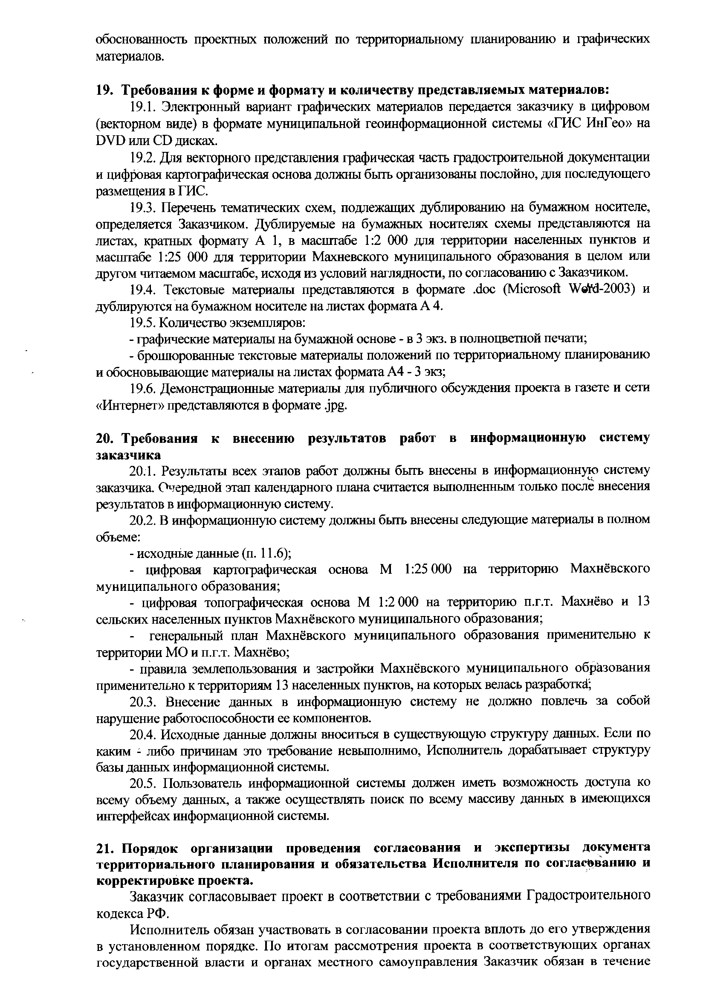 обоснованность проектных положений по территориальному планированию и графических
материалов.
19. Требования к форме и формату и количеству представляемых материалов:
19.1. Электронный вариант графических материалов передается заказчику в цифровом
(векторном виде) в формате муниципальной геоинформационной системы «ГИС ИнГео» на
DVD или CD дисках.
19.2. Для векторного представления графическая часть градостроительной документации
и цифровая картографическая основа должны быть организованы послойно, для последующего
размещения в ГИС.
19.3. Перечень тематических схем, подлежащих дублированию на бумажном носителе,
определяется Заказчиком. Дублируемые на бумажных носителях схемы представляются на
листах, кратных формату А 1, в масштабе 1:2 000 для территории населенных пунктов и
масштабе 1:25 000 для территории Махневского муниципального образования в целом или
другом читаемом масштабе, исходя из условий наглядности, по согласованию с Заказчиком.
19.4. Текстовые материалы представляются в формате .doc (Microsoft Word-2003) и
дублируются на бумажном носителе на листах формата А 4.
19.5. Количество экземпляров:
- графические материалы на бумажной основе - в 3 экз. в полноцветной печати;
- брошюрованные текстовые материалы положений по территориальному планированию
и обосновывающие материалы на листах формата А4 - 3 экз;
19.6. Демонстрационные материалы для публичного обсуждения проекта в газете и сети
«Интернет» представляются в формате .jpg.
20. Требования к внесению результатов работ в информационную систему
заказчика
20.1. Результаты всех этапов работ должны быть внесены в информационную систему
заказчика. Очередной этап календарного плана считается выполненным только после внесения
результатов в информационную систему.
20.2. В информационную систему должны быть внесены следующие материалы в полном
объеме:
- исходные данные (п. 11.6);
- цифровая картографическая основа М 1:25 000 на территорию Махнёвского
муниципального образования;
- цифровая топографическая основа М 1:2 000 на территорию п.г.т. Махнёво и 13
сельских населенных пунктов Махнёвского муниципального образования;
- генеральный план Махнёвского муниципального образования применительно к
территории МО и п.г.т. Махнёво;
- правила землепользования и застройки Махнёвского муниципального образования
применительно к территориям 13 населенных пунктов, на которых велась разработка;
20.3. Внесение данных в информационную систему не должно повлечь за собой
нарушение работоспособности ее компонентов.
20.4. Исходные данные должны вноситься в существующую структуру данных. Если по
каким - либо причинам это требование невыполнимо, Исполнитель дорабатывает структуру
базы данных информационной системы.
20.5. Пользователь информационной системы должен иметь возможность доступа ко
всему объему данных, а также осуществлять поиск по всему массиву данных в имеющихся
интерфейсах информационной системы.
21. Порядок организации проведения согласования и экспертизы документа
территориального планирования и обязательства Исполнителя по согласованию и
корректировке проекта.
Заказчик согласовывает проект в соответствии с требованиями Градостроительного
кодекса РФ.
Исполнитель обязан участвовать в согласовании проекта вплоть до его утверждения
в установленном порядке. По итогам рассмотрения проекта в соответствующих органах
государственной власти и органах местного самоуправления Заказчик обязан в течение